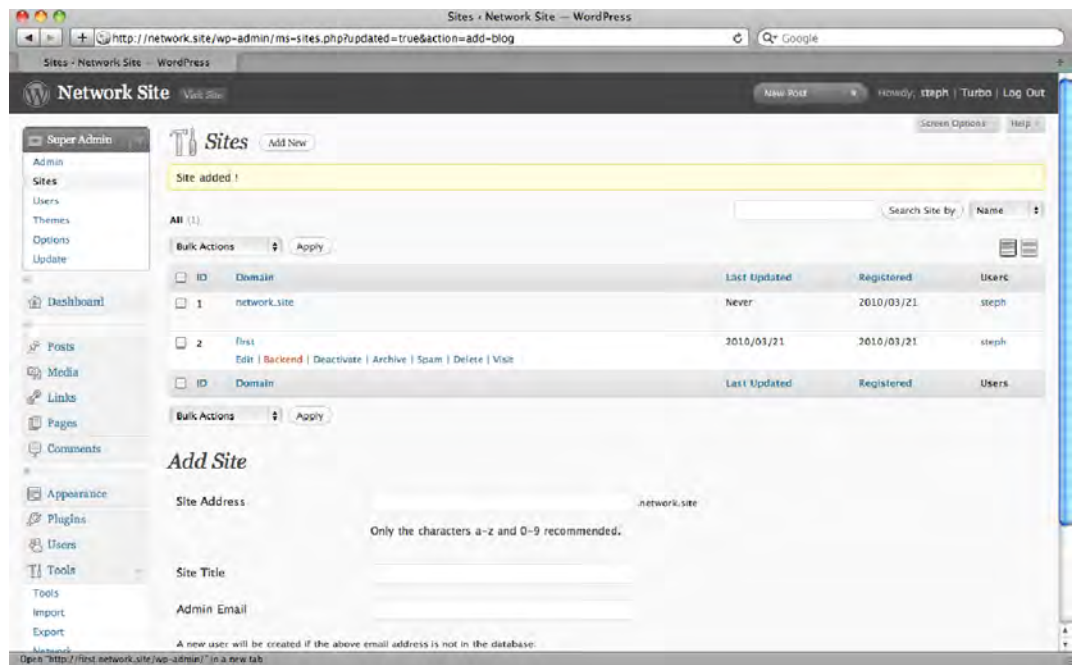 Sites ‹ Network Site — WordPress
http://network.site/wp-admin/ms-sites.php?updated=true&action=add-blog
Google
Sites ‹ Network Site — WordPress
Network Site Visit Site
New Post
Howdy, steph | Turbo | Log Out
Screen Options
Help
Super Admin
Admin
Sites
Users
Themes
Options
Update
Dashboard
Posts
Media
Links
Pages
Comments
Appearance
Plugins
Users
Tools
Tools
Import
Export
Network
Sites Add New
Site added !
All (1)
Search Site by Name
Bulk Actions Apply
ID Domain Last Updated Registered Users
1 network.site Never 2010/03/21 steph
2 first 2010/03/21 2010/03/21 steph
Edit | Backend | Deactivate | Archive | Spam | Delete | Visit
ID Domain Last Updated Registered Users
Bulk Actions Apply
Add Site
Site Address .network.site
Only the characters a-z and 0-9 recommended.
Site Title
Admin Email
A new user will be created if the above email address is not in the database.
Open "http://first.network.site/wp-admin/" in a new tab